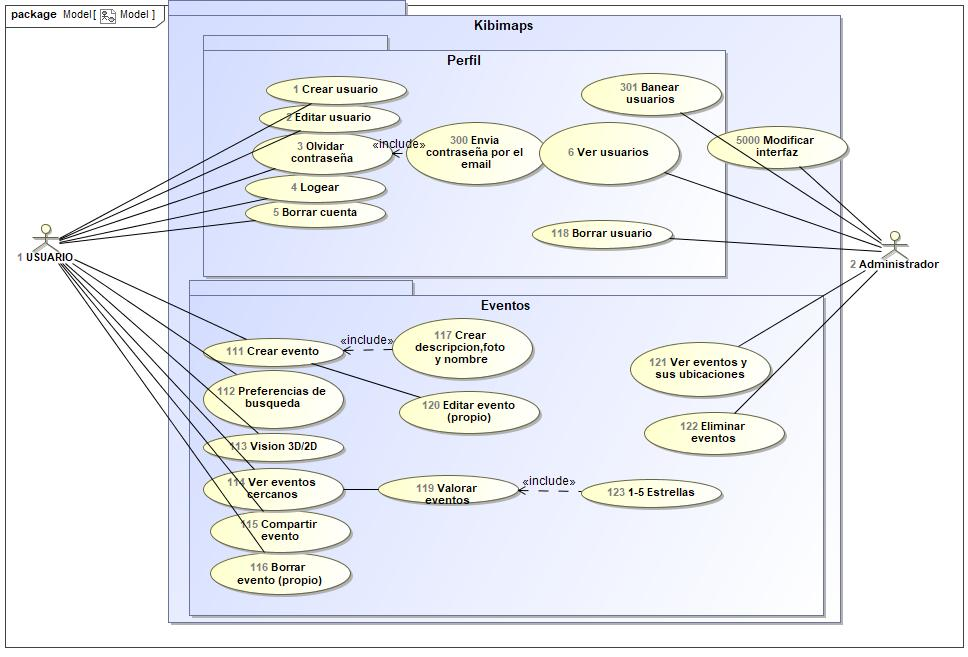 package Model [ Model ]
Kibimaps
Perfil
1 Crear usuario
2 Editar usuario
3 Olvidar
contraseña
«include»
300 Envia
contraseña por el
email
4 Logear
5 Borrar cuenta
6 Ver usuarios
301 Banear
usuarios
5000 Modificar
interfaz
118 Borrar usuario
1 USUARIO
2 Administrador
Eventos
111 Crear evento
«include»
117 Crear
descripcion,foto
y nombre
112 Preferencias de
busqueda
120 Editar evento
(propio)
113 Vision 3D/2D
114 Ver eventos
cercanos
119 Valorar
eventos
«include»
123 1-5 Estrellas
115 Compartir
evento
116 Borrar
evento (propio)
121 Ver eventos y
sus ubicaciones
122 Eliminar
eventos